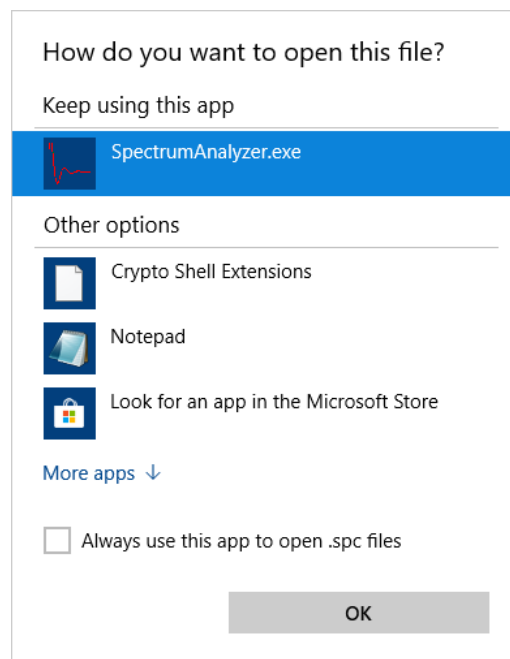 How do you want to open this file?
Keep using this app
SpectrumAnalyzer.exe
Other options
Crypto Shell Extensions
Notepad
Look for an app in the Microsoft Store
More apps ↓
Always use this app to open .spc files
OK